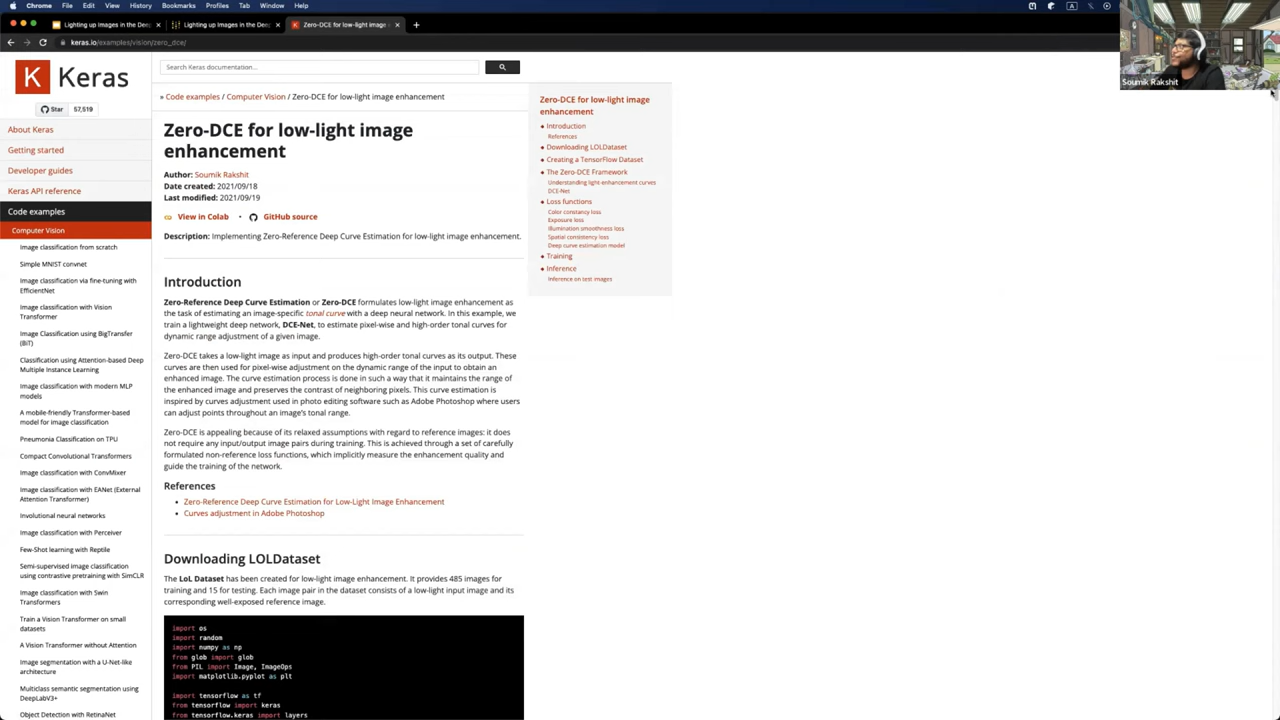 Chrome File Edit View History Bookmarks Profiles Tab Window Help
Lighting up Images in the Dee
Lighting up Images in the Dee
Zero-DCE for low-light image
keras.io/examples/vision/zero_dce/
Soumik Rakshit
Keras
Star 57,519
About Keras
Getting started
Developer guides
Keras API reference
Code examples
Computer Vision
Image classification from scratch
Simple MNIST convnet
Image classification via fine-tuning with
EfficientNet
Image classification with Vision
Transformer
Image Classification using BigTransfer
(BiT)
Classification using Attention-based Deep
Multiple Instance Learning
Image classification with modern MLP
models
A mobile-friendly Transformer-based
model for image classification
Pneumonia Classification on TPU
Compact Convolutional Transformers
Image classification with ConvMixer
Image classification with EANet (External
Attention Transformer)
Involutional neural networks
Image classification with Perceiver
Few-Shot learning with Reptile
Semi-supervised image classification
using contrastive pretraining with SimCLR
Image classification with Swin
Transformers
Train a Vision Transformer on small
datasets
A Vision Transformer without Attention
Image segmentation with a U-Net-like
architecture
Multiclass semantic segmentation using
DeepLabV3+
Object Detection with RetinaNet
Search Keras documentation...
» Code examples / Computer Vision / Zero-DCE for low-light image enhancement
Zero-DCE for low-light image
enhancement
Author: Soumik Rakshit
Date created: 2021/09/18
Last modified: 2021/09/19
View in Colab • GitHub source
Description: Implementing Zero-Reference Deep Curve Estimation for low-light image enhancement.
Introduction
Zero-Reference Deep Curve Estimation or Zero-DCE formulates low-light image enhancement as
the task of estimating an image-specific tonal curve with a deep neural network. In this example, we
train a lightweight deep network, DCE-Net, to estimate pixel-wise and high-order tonal curves for
dynamic range adjustment of a given image.
Zero-DCE takes a low-light image as input and produces high-order tonal curves as its output. These
curves are then used for pixel-wise adjustment on the dynamic range of the input to obtain an
enhanced image. The curve estimation process is done in such a way that it maintains the range of
the enhanced image and preserves the contrast of neighboring pixels. This curve estimation is
inspired by curves adjustment used in photo editing software such as Adobe Photoshop where users
can adjust points throughout an image's tonal range.
Zero-DCE is appealing because of its relaxed assumptions with regard to reference images: it does
not require any input/output image pairs during training. This is achieved through a set of carefully
formulated non-reference loss functions, which implicitly measure the enhancement quality and
guide the training of the network.
References
• Zero-Reference Deep Curve Estimation for Low-Light Image Enhancement
• Curves adjustment in Adobe Photoshop
Downloading LOLDataset
The LoL Dataset has been created for low-light image enhancement. It provides 485 images for
training and 15 for testing. Each image pair in the dataset consists of a low-light input image and its
corresponding well-exposed reference image.
import os
import random
import numpy as np
from glob import glob
from PIL import Image, ImageOps
import matplotlib.pyplot as plt
import tensorflow as tf
from tensorflow import keras
from tensorflow.keras import layers
Zero-DCE for low-light image
enhancement
◆ Introduction
References
◆ Downloading LOLDataset
◆ Creating a TensorFlow Dataset
◆ The Zero-DCE Framework
Understanding light-enhancement curves
DCE-Net
◆ Loss functions
Color constancy loss
Exposure loss
Illumination smoothness loss
Spatial consistency loss
Deep curve estimation model
◆ Training
◆ Inference
Inference on test images